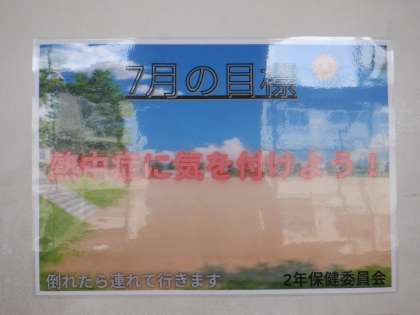 7月の目標
熱中症に気を付けよう！
倒れたら連れて行きます
2年保健委員会